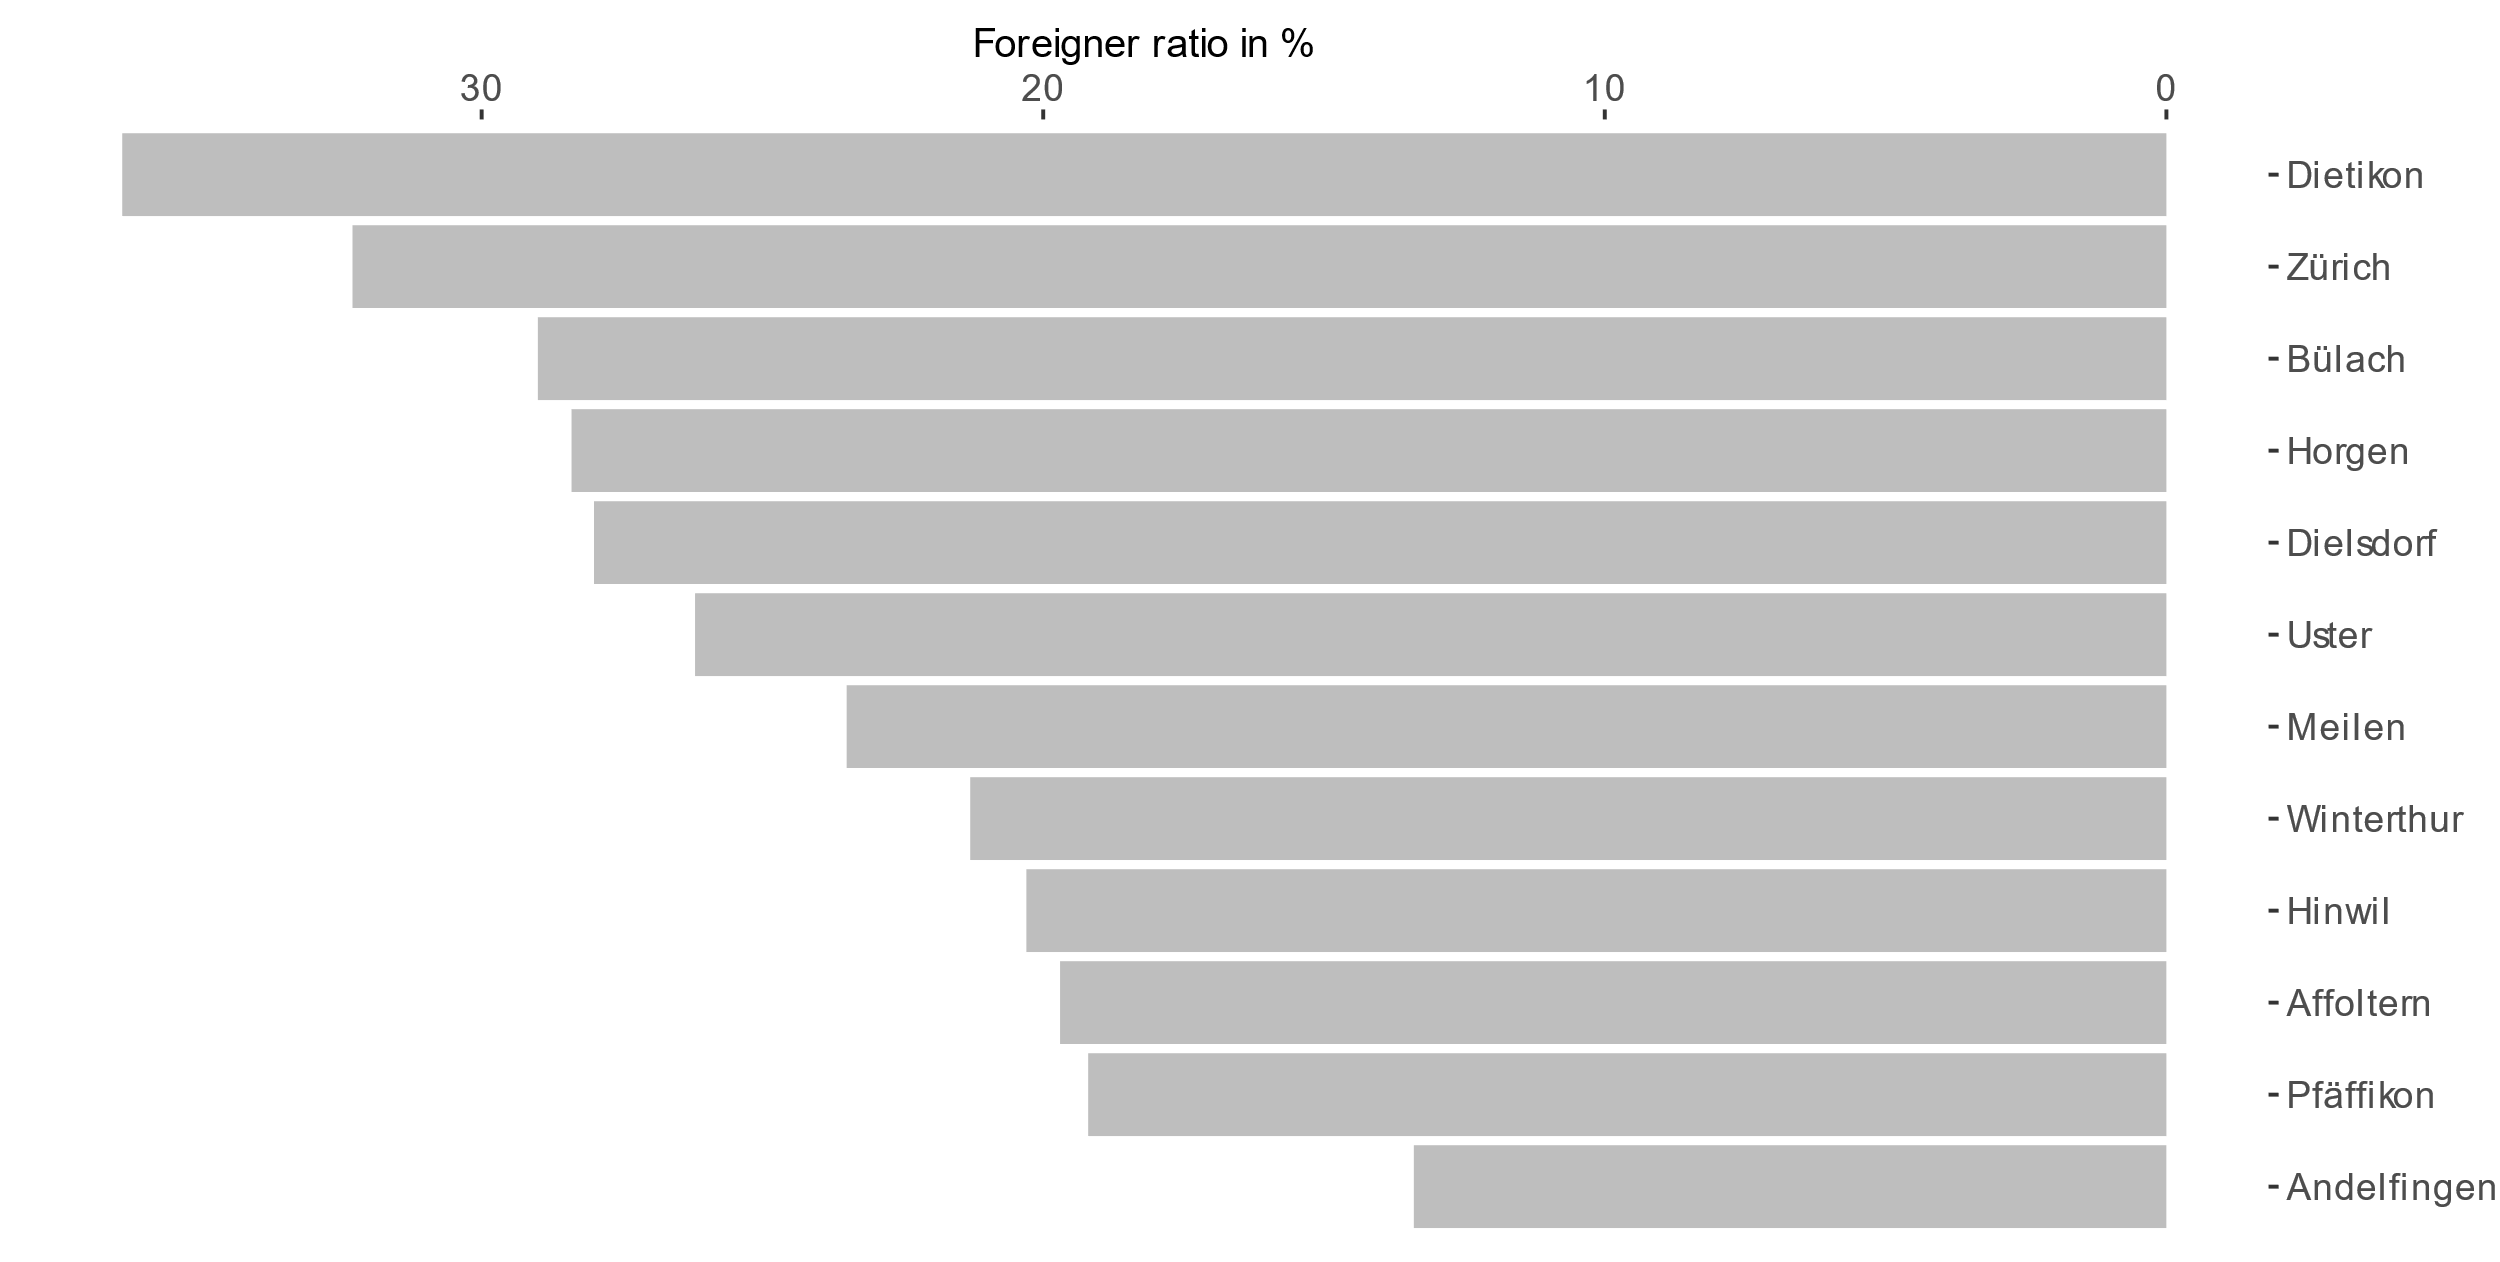 Foreigner ratio in %
30 20 10 0
Dietikon
Zürich
Bülach
Horgen
Dielsdorf
Uster
Meilen
Winterthur
Hinwil
Affoltern
Pfäffikon
Andelfingen